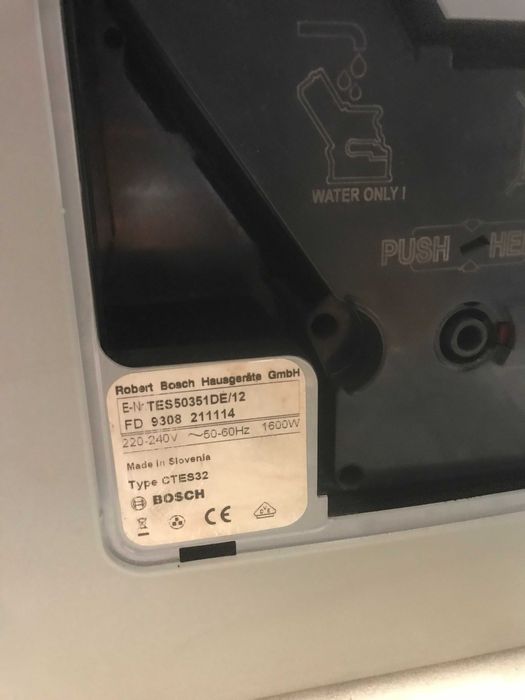 WATER ONLY !
PUSH HE
Robert Bosch Hausgeräte GmbH
E-Nr TES50351DE/12
FD 9308 211114
220-240V ~50-60Hz 1600W
Made in Slovenia
Type CTES32
BOSCH
CE